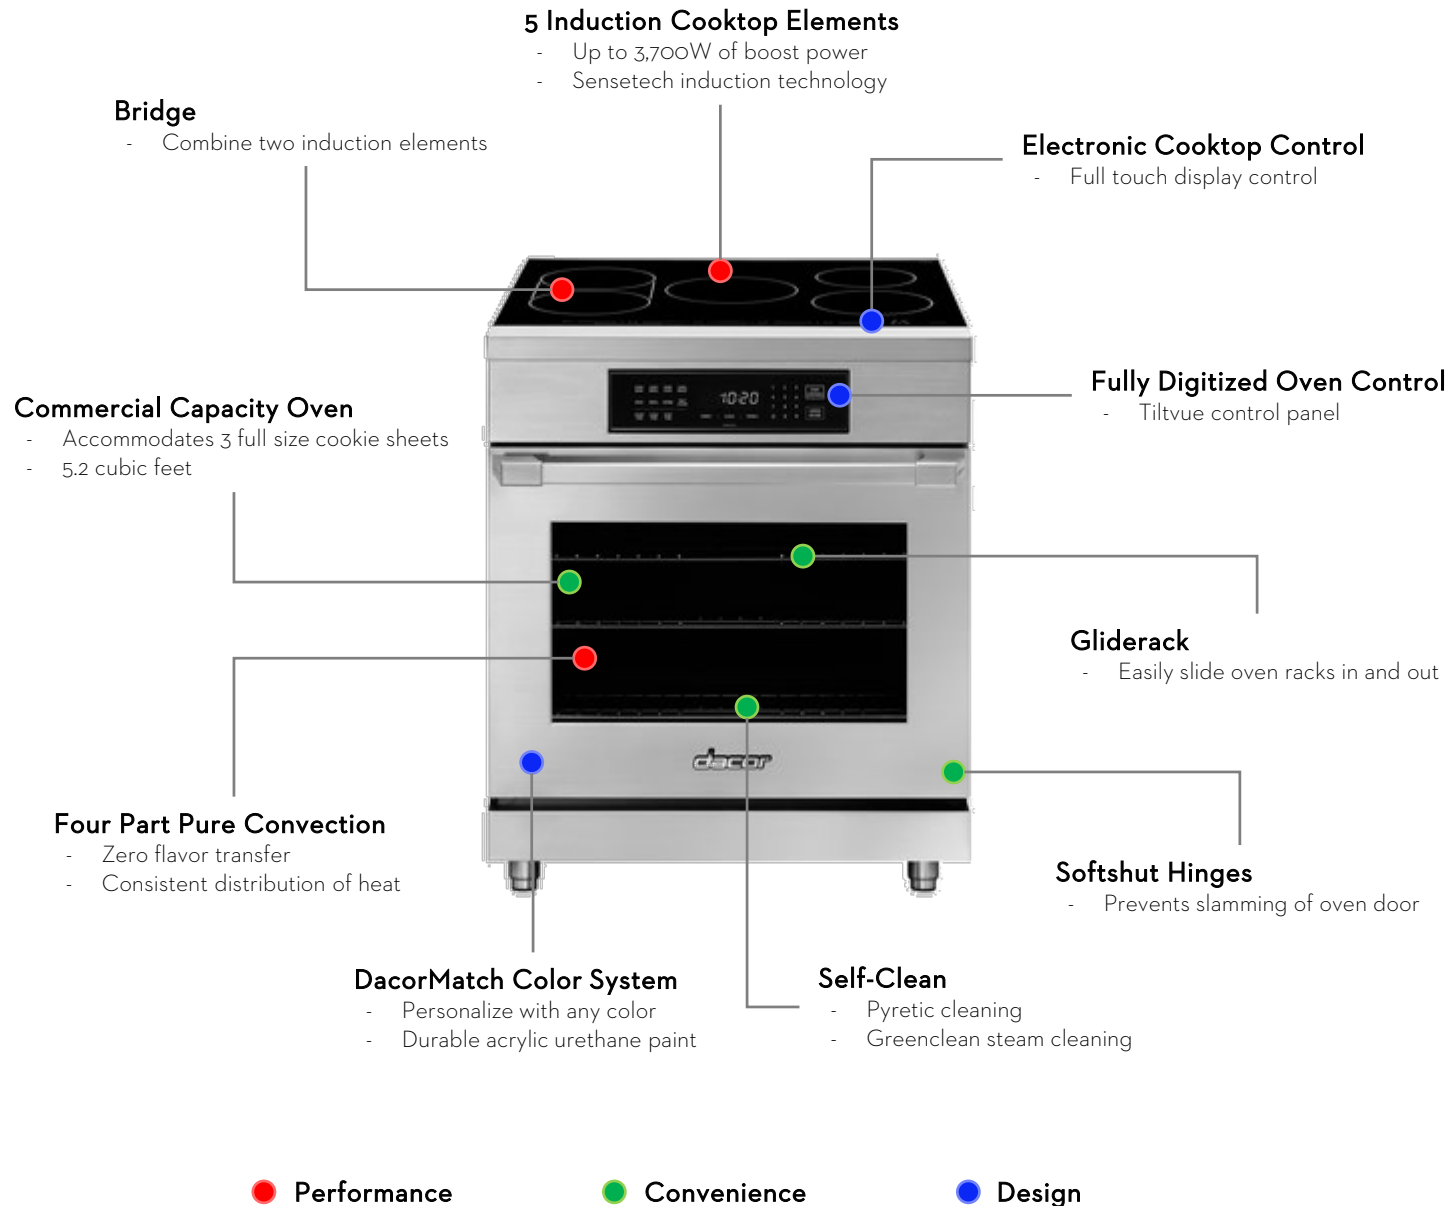 5 Induction Cooktop Elements
- Up to 3,700W of boost power
- Sensetech induction technology
Bridge
- Combine two induction elements
Electronic Cooktop Control
- Full touch display control
Fully Digitized Oven Control
- Tiltvue control panel
Commercial Capacity Oven
- Accommodates 3 full size cookie sheets
- 5.2 cubic feet
10:20
Gliderack
- Easily slide oven racks in and out
dacor
Four Part Pure Convection
- Zero flavor transfer
- Consistent distribution of heat
Softshut Hinges
- Prevents slamming of oven door
DacorMatch Color System
- Personalize with any color
- Durable acrylic urethane paint
Self-Clean
- Pyretic cleaning
- Greenclean steam cleaning
Performance
Convenience
Design